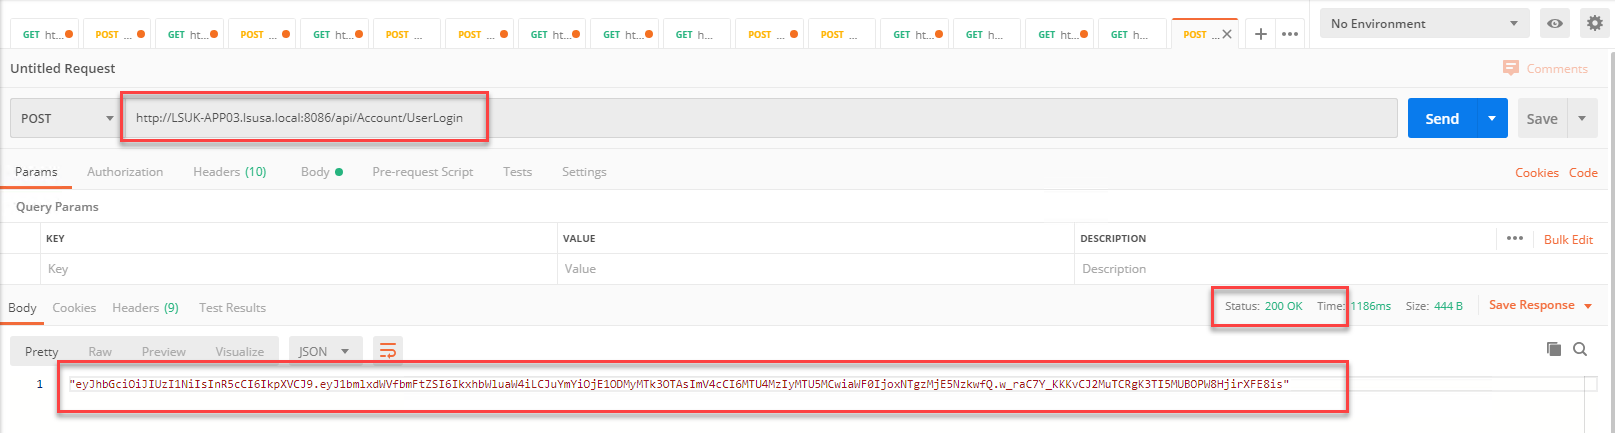 GET ht... POST ... GET ht... POST ... GET ht... POST ... POST ... GET ht... GET ht... GET h... POST ... POST ... GET ht... GET h... GET ht... GET h... POST ... No Environment
Untitled Request Comments
POST http://LSUK-APP03.lsusa.local:8086/api/Account/UserLogin Send Save
Params Authorization Headers (10) Body Pre-request Script Tests Settings Cookies Code
Query Params
KEY VALUE DESCRIPTION ••• Bulk Edit
Key Value Description
Body Cookies Headers (9) Test Results Status: 200 OK Time: 1186ms Size: 444 B Save Response
Pretty Raw Preview Visualize JSON
1 "eyJhbGciOiJIUzI1NiIsInR5cCI6IkpXVCJ9.eyJ1bmlxdWVfbmFtZSI6IkxhbWluaW4iLCJuYmYiOjE1ODMyMTk3OTAsImV4cCI6MTU4MzIyMTU5MCwiaWF0IjoxNTgzMjE5NzkwfQ.w_raC7Y_KKKvCJ2MuTCRgK3TI5MUBOPW8HjirXFE8is"